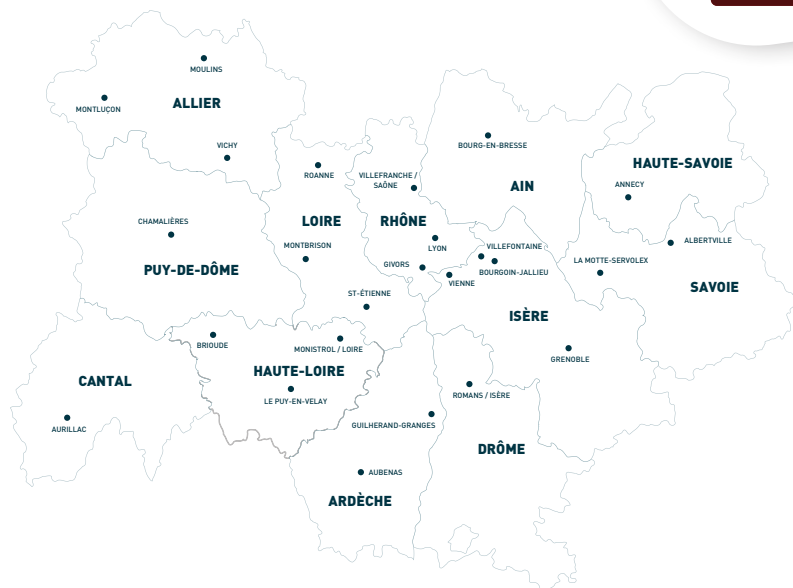 MOULINS
MONTLUÇON
ALLIER
VICHY
BOURG-EN-BRESSE
HAUTE-SAVOIE
ROANNE
VILLEFRANCHE /
SAÔNE
AIN
ANNECY
CHAMALIÈRES
LOIRE
RHÔNE
MONTBRISON
LYON
VILLEFONTAINE
ALBERTVILLE
PUY-DE-DÔME
GIVORS
BOURGOIN-JALLIEU
LA MOTTE-SERVOLEX
VIENNE
SAVOIE
ST-ÉTIENNE
ISÈRE
BRIOUDE
MONISTROL / LOIRE
GRENOBLE
HAUTE-LOIRE
CANTAL
LE PUY-EN-VELAY
ROMANS / ISÈRE
AURILLAC
GUILHERAND-GRANGES
DRÔME
AUBENAS
ARDÈCHE